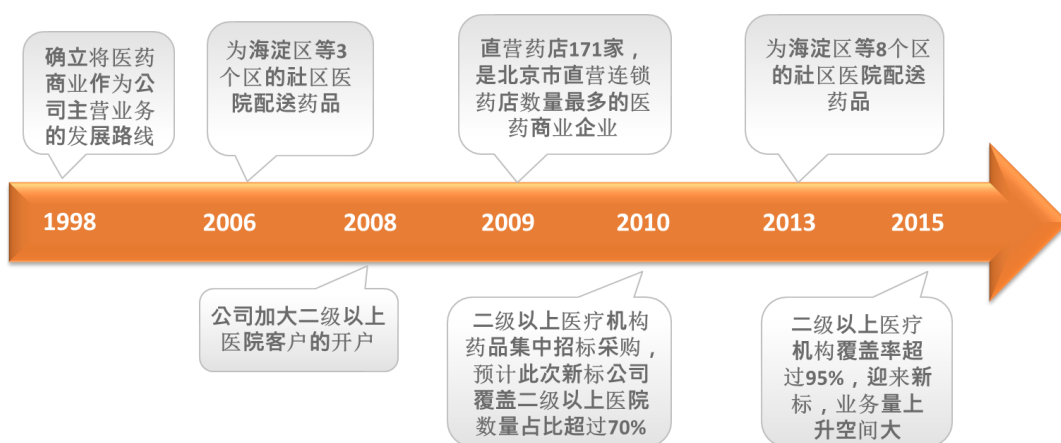 确立将医药
商业作为公
司主营业务
的发展路线
为海淀区等3
个区的社区医
院配送药品
直营药店171家，
是北京市直营连锁
药店数量最多的医
药商业企业
为海淀区等8个区
的社区医院配送
药品
1998
2006
2008
2009
2010
2013
2015
公司加大二级以上
医院客户的开户
二级以上医疗机构
药品集中招标采购，
预计此次新标公司
覆盖二级以上医院
数量占比超过70%
二级以上医疗
机构覆盖率超
过95%，迎来新
标，业务量上
升空间大